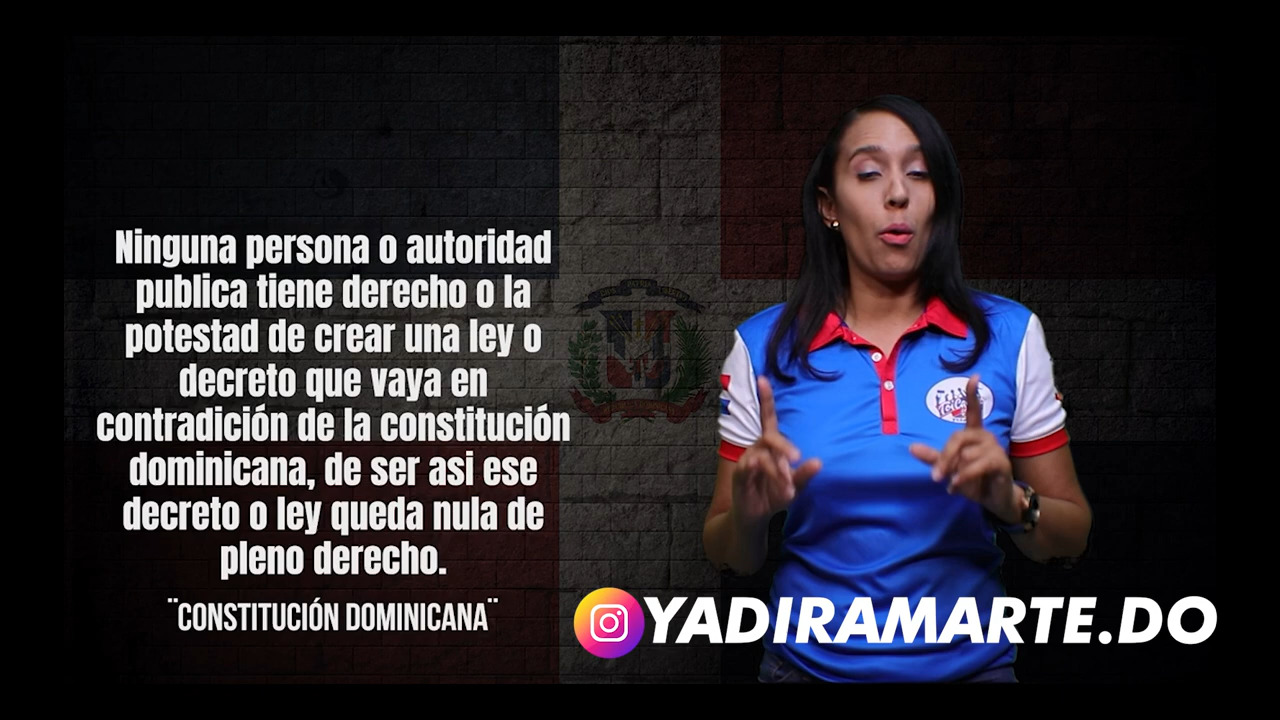 Ninguna persona o autoridad
publica tiene derecho o la
potestad de crear una ley o
decreto que vaya en
contradición de la constitución
dominicana, de ser asi ese
decreto o ley queda nula de
pleno derecho.
¨CONSTITUCIÓN DOMINICANA¨
YADIRAMARTE.DO